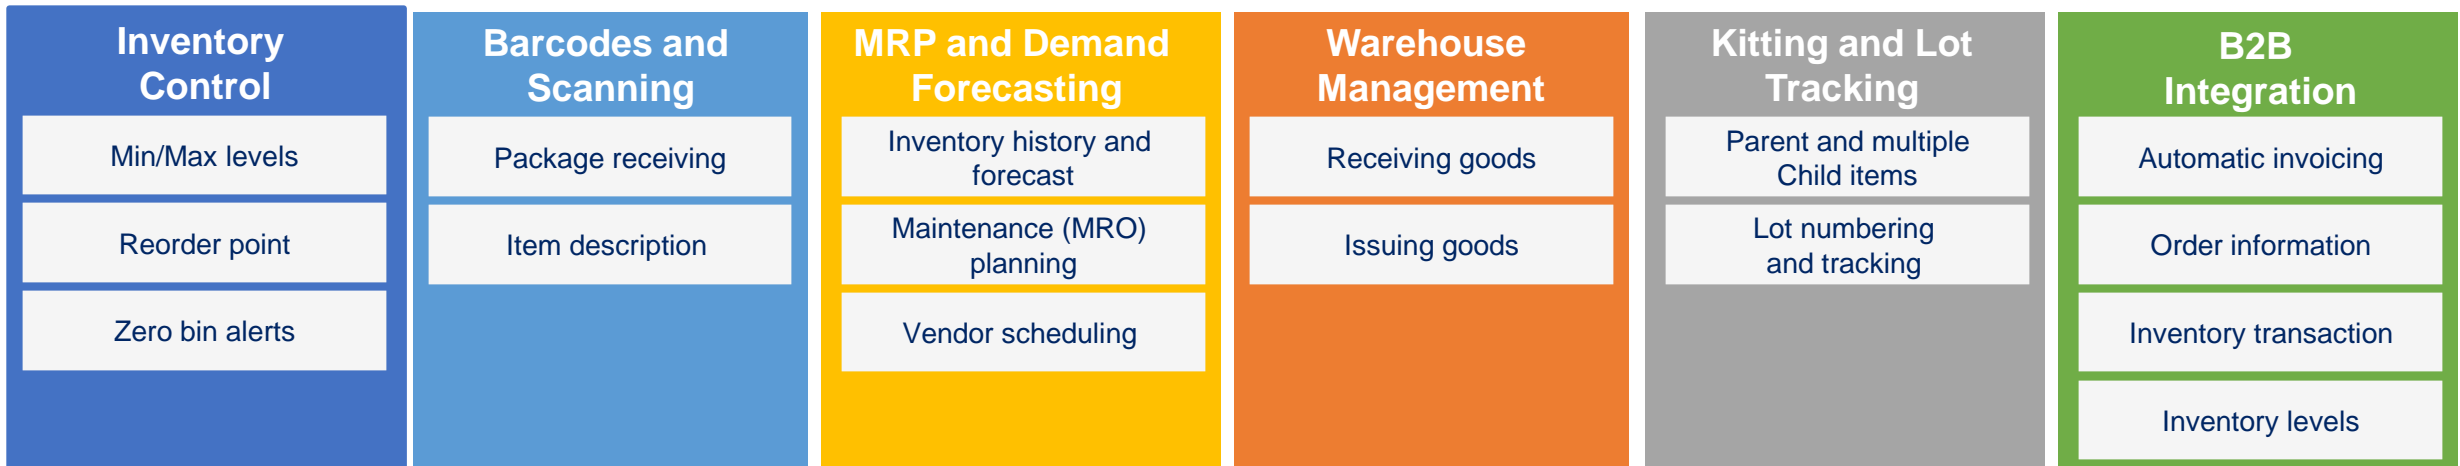 Inventory
Control
Min/Max levels
Reorder point
Zero bin alerts
Barcodes and
Scanning
Package receiving
Item description
MRP and Demand
Forecasting
Inventory history and
forecast
Maintenance (MRO)
planning
Vendor scheduling
Warehouse
Management
Receiving goods
Issuing goods
Kitting and Lot
Tracking
Parent and multiple
Child items
Lot numbering
and tracking
B2B
Integration
Automatic invoicing
Order information
Inventory transaction
Inventory levels